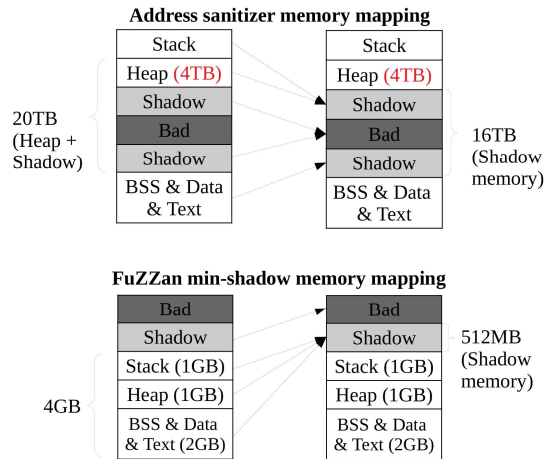 Address sanitizer memory mapping
Stack
Heap (4TB)
Shadow
Bad
Shadow
BSS & Data
& Text
20TB
(Heap +
Shadow)
Stack
Heap (4TB)
Shadow
Bad
Shadow
BSS & Data
& Text
16TB
(Shadow
memory)
FuZZan min-shadow memory mapping
Bad
Shadow
Stack (1GB)
Heap (1GB)
BSS & Data
& Text (2GB)
4GB
Bad
Shadow
Stack (1GB)
Heap (1GB)
BSS & Data
& Text (2GB)
512MB
(Shadow
memory)